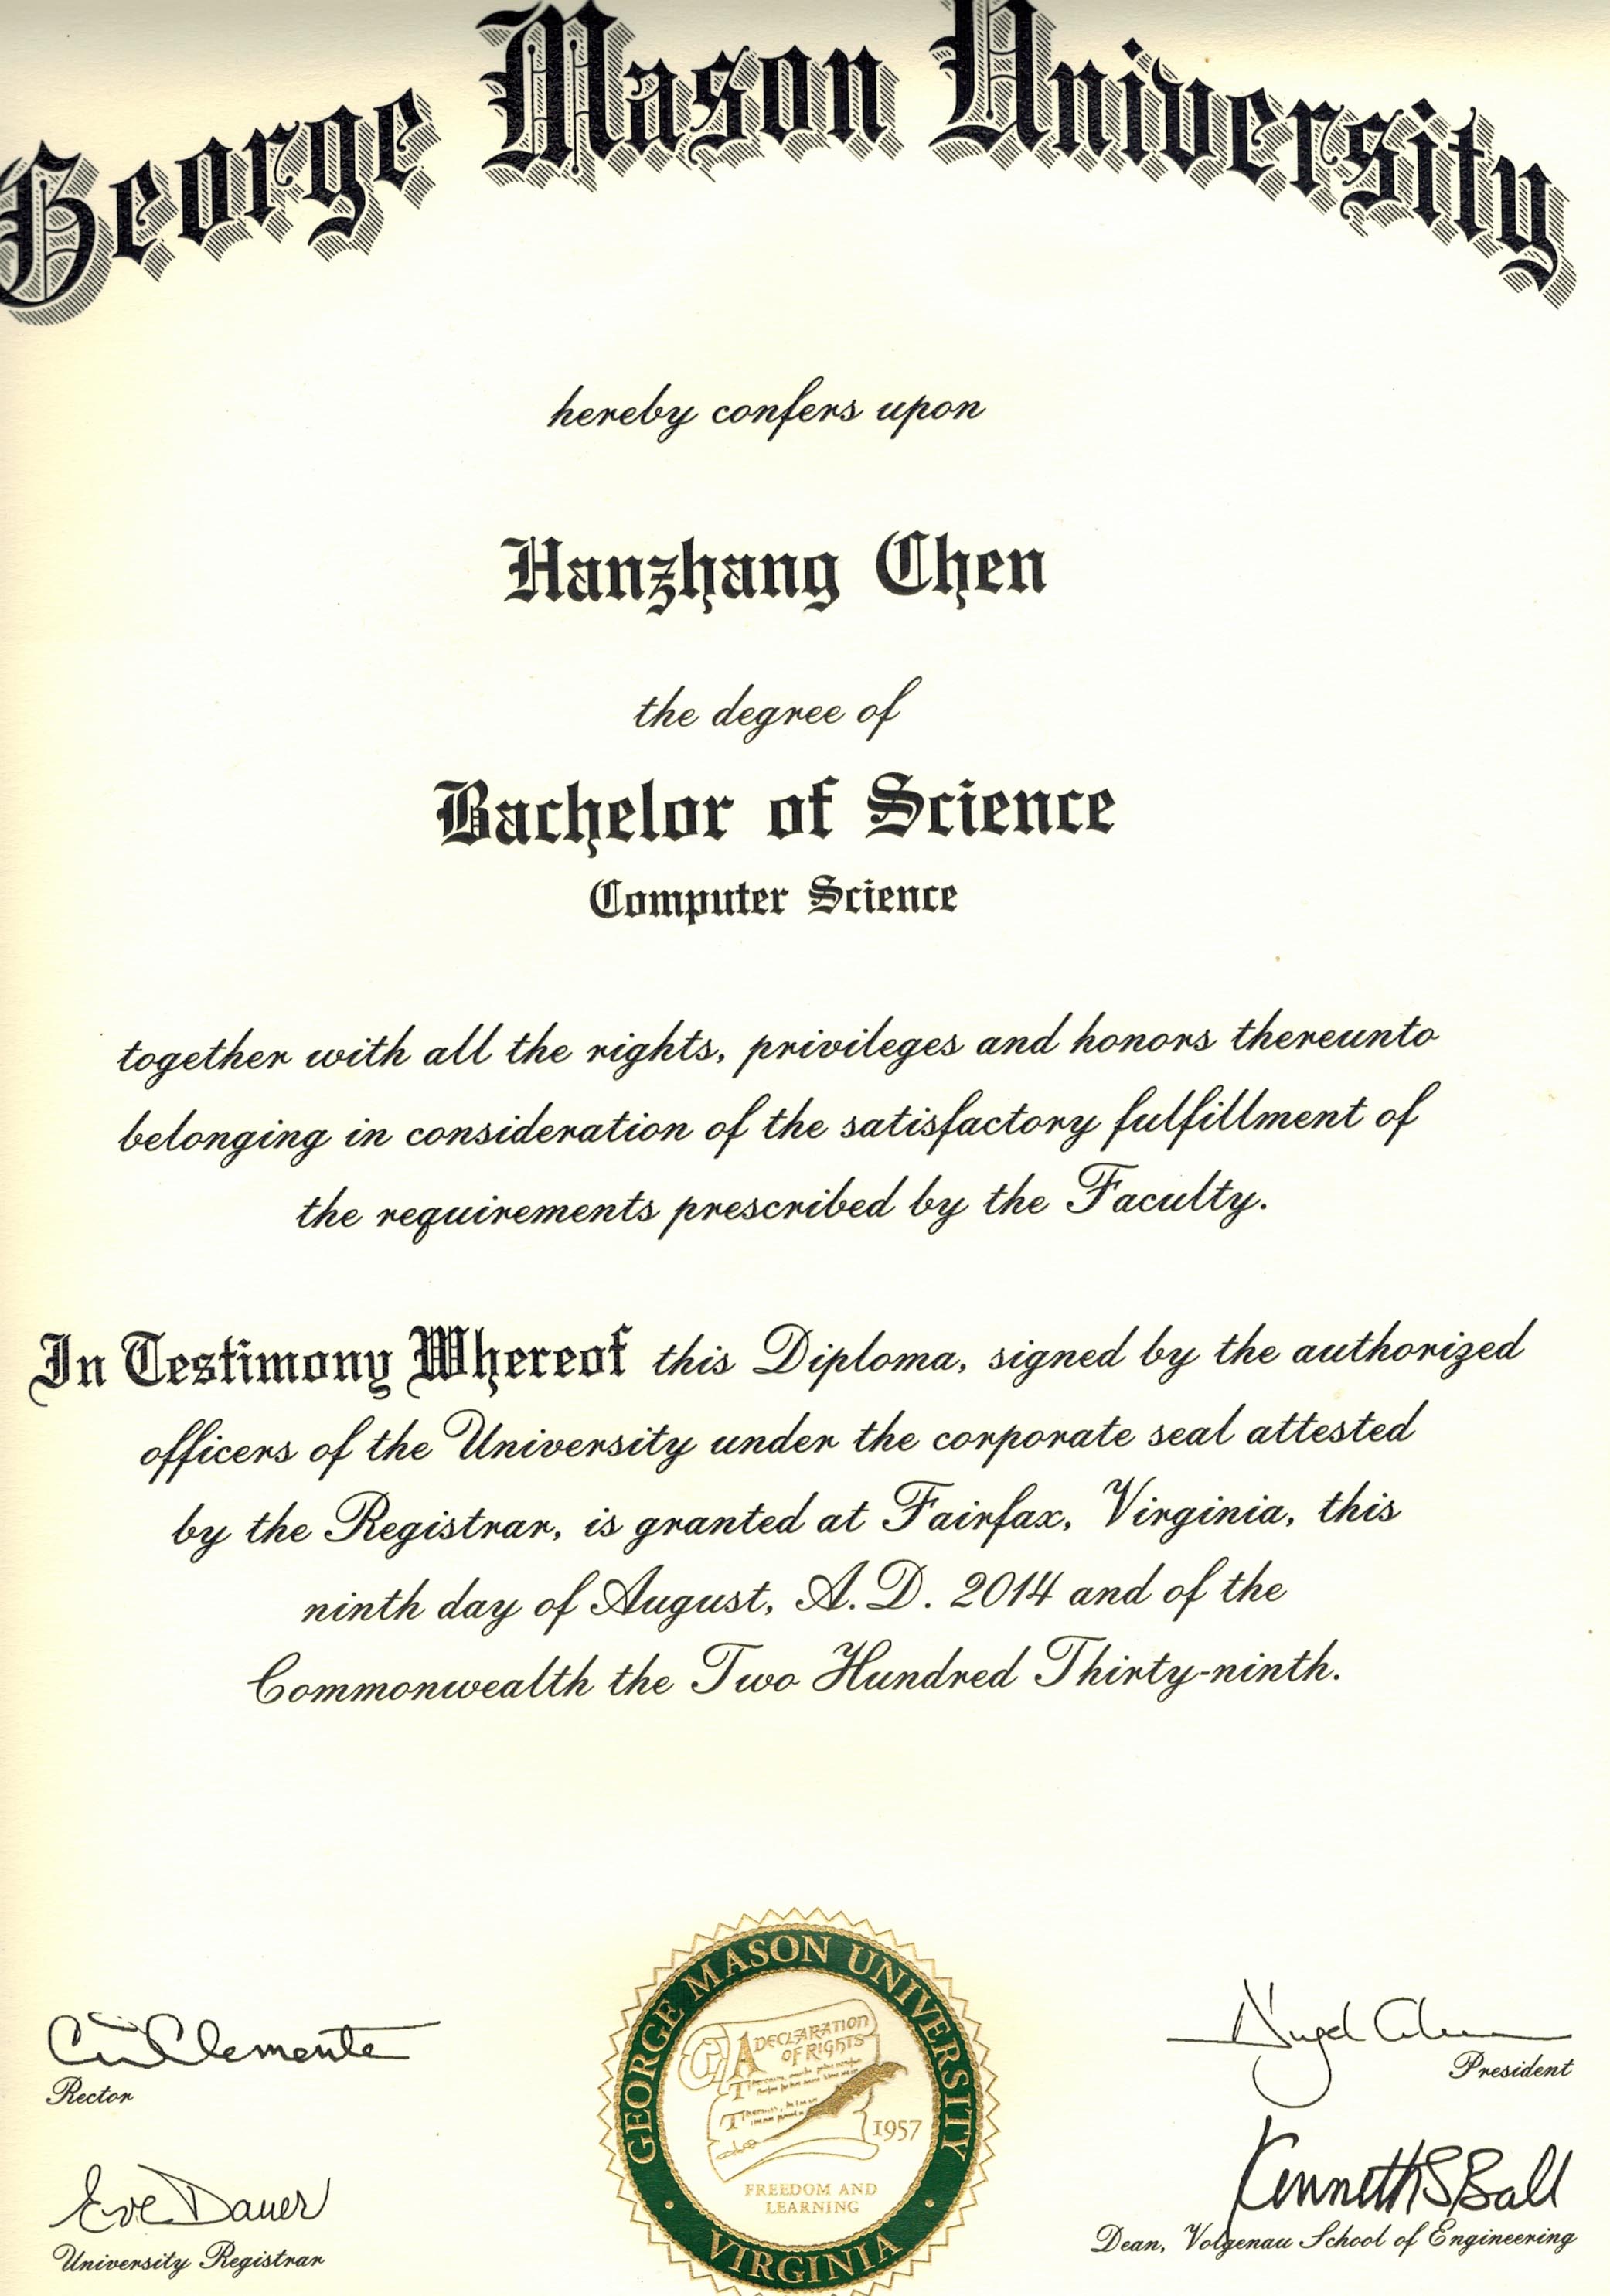 George Mason University
hereby confers upon
Hanzhang Chen
the degree of
Bachelor of Science
Computer Science
together with all the rights, privileges and honors thereunto
belonging in consideration of the satisfactory fulfillment of
the requirements prescribed by the Faculty.
In Testimony Whereof this Diploma, signed by the authorized
officers of the University under the corporate seal attested
by the Registrar, is granted at Fairfax, Virginia, this
ninth day of August, A.D. 2014 and of the
Commonwealth the Two Hundred Thirty-ninth.
Clemente
Rector
President
Eve Dauer
University Registrar
Kenneth S Ball
Dean, Volgenau School of Engineering
GEORGE MASON UNIVERSITY
A DECLARATION
OF RIGHTS
1957
FREEDOM AND
LEARNING
VIRGINIA